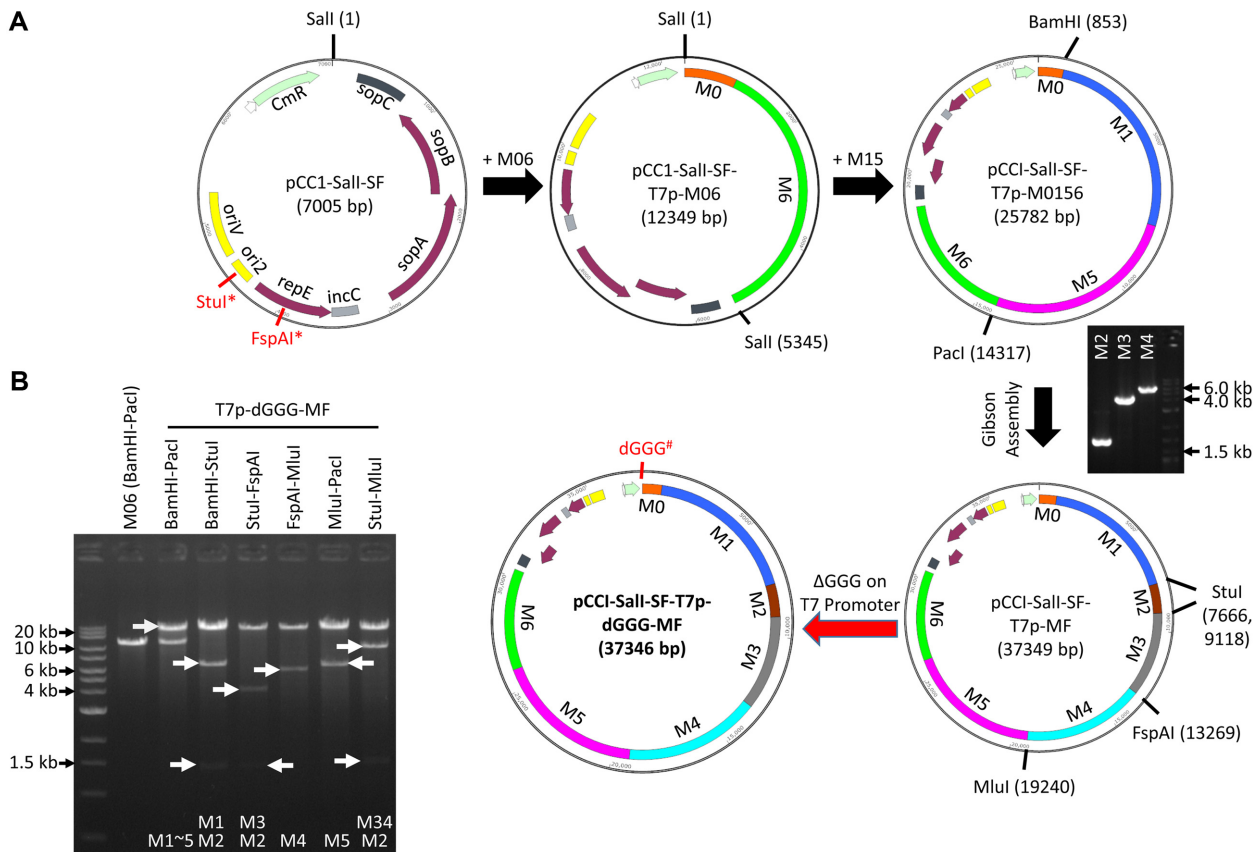 A
SalI (1)
CmR
sopC
sopB
sopA
incC
repE
ori2
oriV
StuI*
FspAI*
pCC1-SalI-SF
(7005 bp)
+ M06
SalI (1)
M0
M6
pCC1-SalI-SF-
T7p-M06
(12349 bp)
SalI (5345)
+ M15
BamHI (853)
M0
M1
M5
M6
pCCI-SalI-SF-
T7p-M0156
(25782 bp)
PacI (14317)
M2 M3 M4
6.0 kb
4.0 kb
1.5 kb
Gibson
Assembly
M0
M1
M2
M3
M4
M5
M6
pCCI-SalI-SF-
T7p-MF
(37349 bp)
StuI
(7666,
9118)
FspAI (13269)
MluI (19240)
ΔGGG on
T7 Promoter
dGGG#
M0
M1
M2
M3
M4
M5
M6
pCCI-SalI-SF-T7p-
dGGG-MF
(37346 bp)
B
T7p-dGGG-MF
M06 (BamHI-PacI)
BamHI-PacI
BamHI-StuI
StuI-FspAI
FspAI-MluI
MluI-PacI
StuI-MluI
20 kb
10 kb
6 kb
4 kb
1.5 kb
M1 M3 M34
M1~5 M2 M2 M4 M5 M2